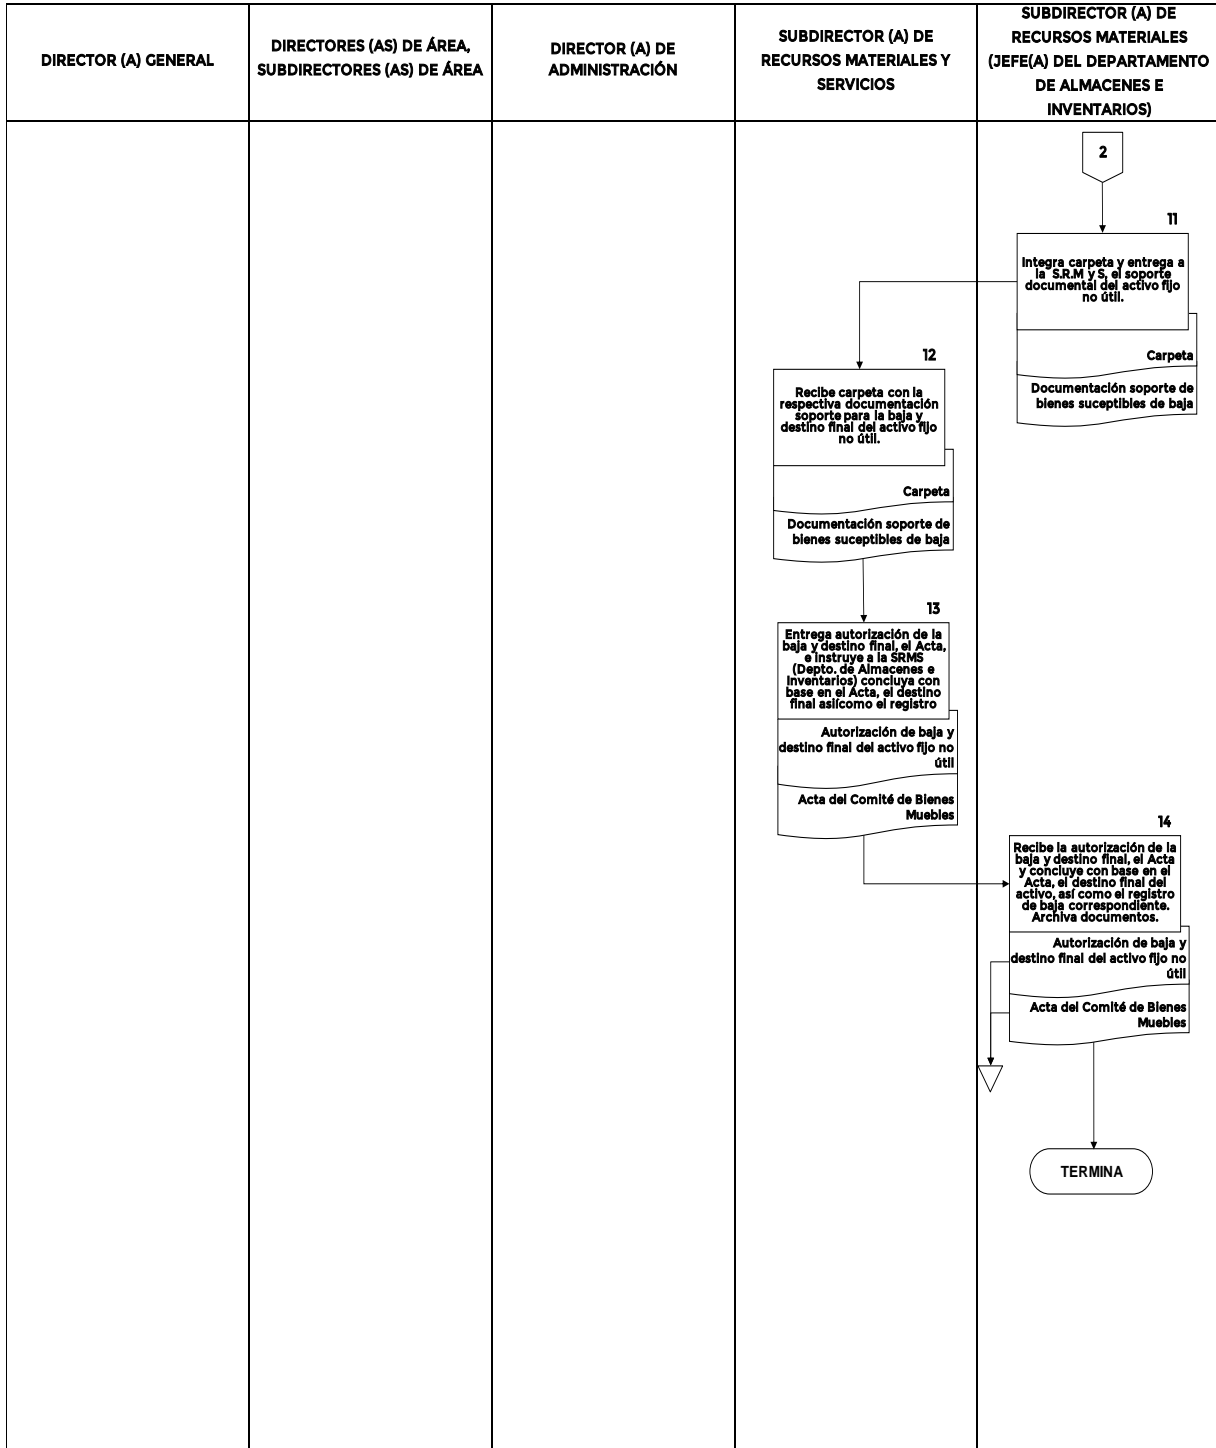 DIRECTOR (A) GENERAL
DIRECTORES (AS) DE ÁREA,
SUBDIRECTORES (AS) DE ÁREA
DIRECTOR (A) DE
ADMINISTRACIÓN
SUBDIRECTOR (A) DE
RECURSOS MATERIALES Y
SERVICIOS
SUBDIRECTOR (A) DE
RECURSOS MATERIALES
(JEFE(A) DEL DEPARTAMENTO
DE ALMACENES E
INVENTARIOS)
2
11
Integra carpeta y entrega a
la S.R.M y S, el soporte
documental del activo fijo
no útil.
Carpeta
Documentación soporte de
bienes suceptibles de baja
12
Recibe carpeta con la
respectiva documentación
soporte para la baja y
destino final del activo fijo
no útil.
Carpeta
Documentación soporte de
bienes suceptibles de baja
13
Entrega autorización de la
baja y destino final, el Acta,
e instruye a la SRMS
(Depto. de Almacenes e
Inventarios) concluya con
base en el Acta, el destino
final asíicomo el registro
Autorización de baja y
destino final del activo fijo no
útil
Acta del Comité de Bienes
Muebles
14
Recibe la autorización de la
baja y destino final, el Acta
y concluye con base en el
Acta, el destino final del
activo, así como el registro
de baja correspondiente.
Archiva documentos.
Autorización de baja y
destino final del activo fijo no
útil
Acta del Comité de Bienes
Muebles
TERMINA